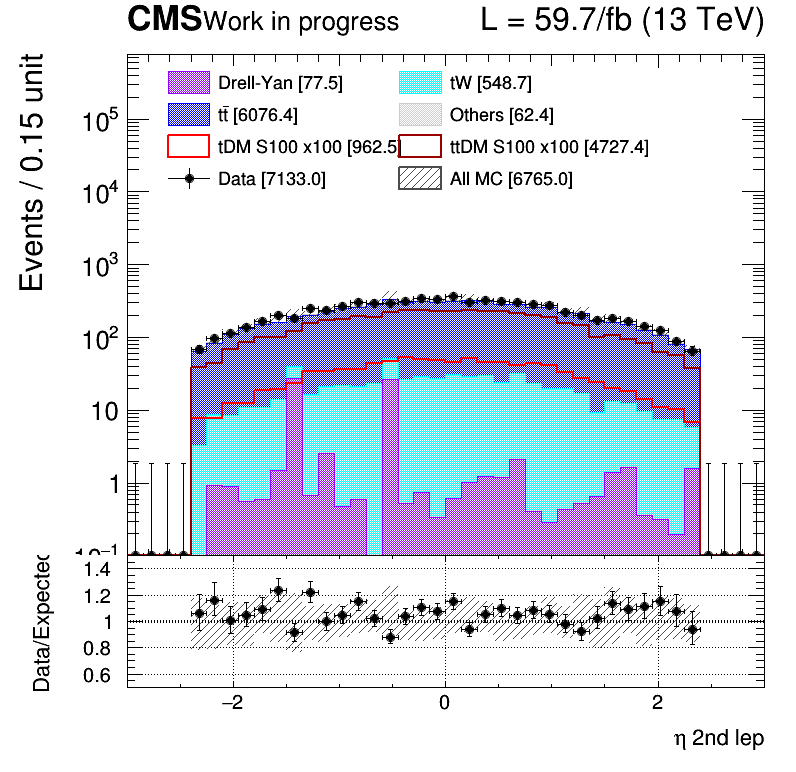 CMS Work in progress L = 59.7/fb (13 TeV)
Events / 0.15 unit
Drell-Yan [77.5] tW [548.7]
tt̄ [6076.4] Others [62.4]
tDM S100 x100 [962.5] ttDM S100 x100 [4727.4]
Data [7133.0] All MC [6765.0]
10⁵
10⁴
10³
10²
10
1
10⁻¹
Data/Expected
1.4
1.2
1
0.8
0.6
−2 0 2
η 2nd lep